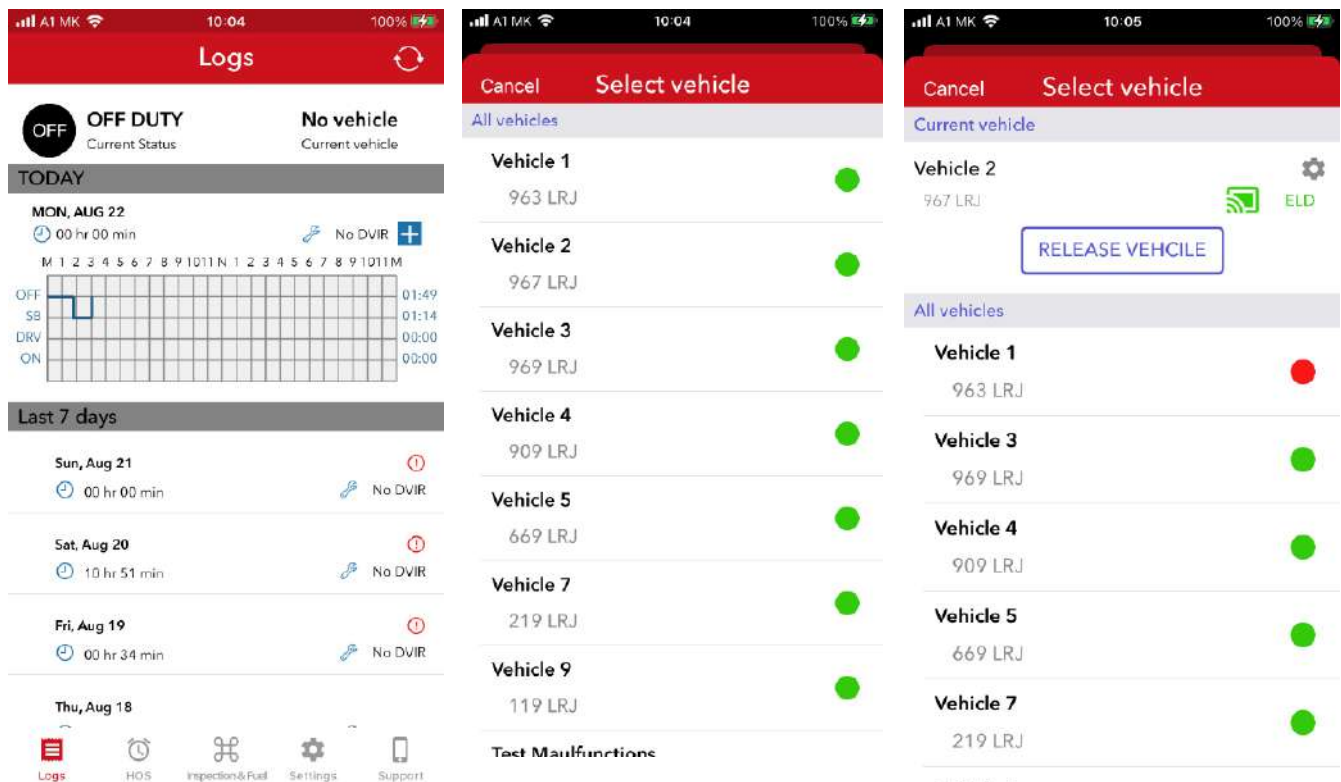 A1 MK 10:04 100%
Logs
OFF OFF DUTY No vehicle
Current Status Current vehicle
TODAY
MON, AUG 22
00 hr 00 min No DVIR
M 1 2 3 4 5 6 7 8 9 10 11 N 1 2 3 4 5 6 7 8 9 10 11 M
OFF 01:49
SB 01:14
DRV 00:00
ON 00:00
Last 7 days
Sun, Aug 21
00 hr 00 min No DVIR
Sat, Aug 20
10 hr 51 min No DVIR
Fri, Aug 19
00 hr 34 min No DVIR
Thu, Aug 18
Logs HOS Inspection & Fuel Settings Support
A1 MK 10:04 100%
Cancel Select vehicle
All vehicles
Vehicle 1
963 LRJ
Vehicle 2
967 LRJ
Vehicle 3
969 LRJ
Vehicle 4
909 LRJ
Vehicle 5
669 LRJ
Vehicle 7
219 LRJ
Vehicle 9
119 LRJ
Test Maulfunctions
A1 MK 10:05 100%
Cancel Select vehicle
Current vehicle
Vehicle 2
967 LRJ ELD
RELEASE VEHCILE
All vehicles
Vehicle 1
963 LRJ
Vehicle 3
969 LRJ
Vehicle 4
909 LRJ
Vehicle 5
669 LRJ
Vehicle 7
219 LRJ